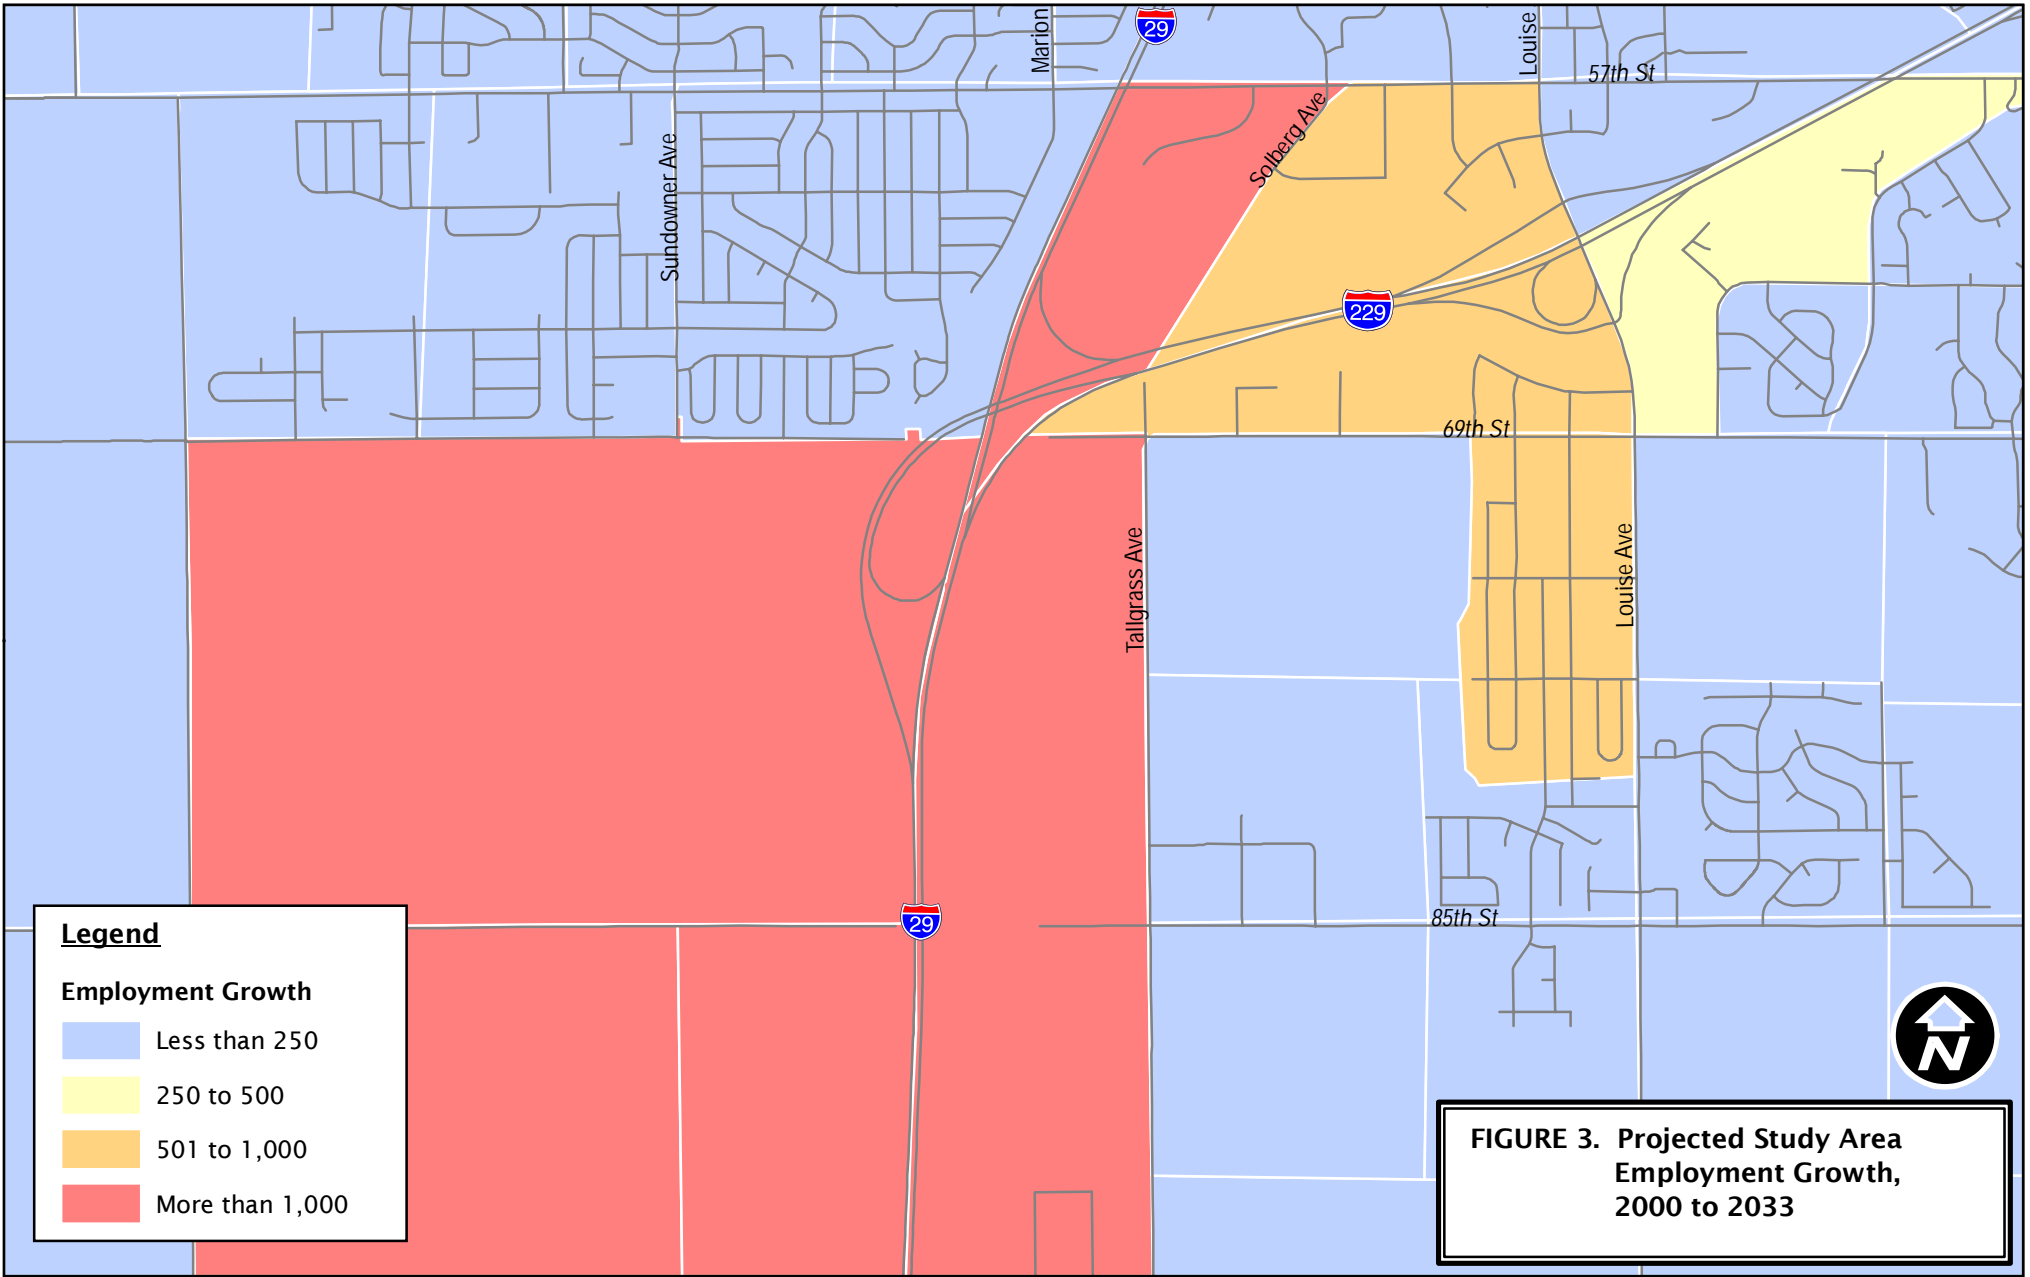 Marion
29
Louise
57th St
Solberg Ave
Sundowner Ave
229
69th St
Tallgrass Ave
Louise Ave
29
85th St
Legend
Employment Growth
Less than 250
250 to 500
501 to 1,000
More than 1,000
N
FIGURE 3. Projected Study Area
Employment Growth,
2000 to 2033